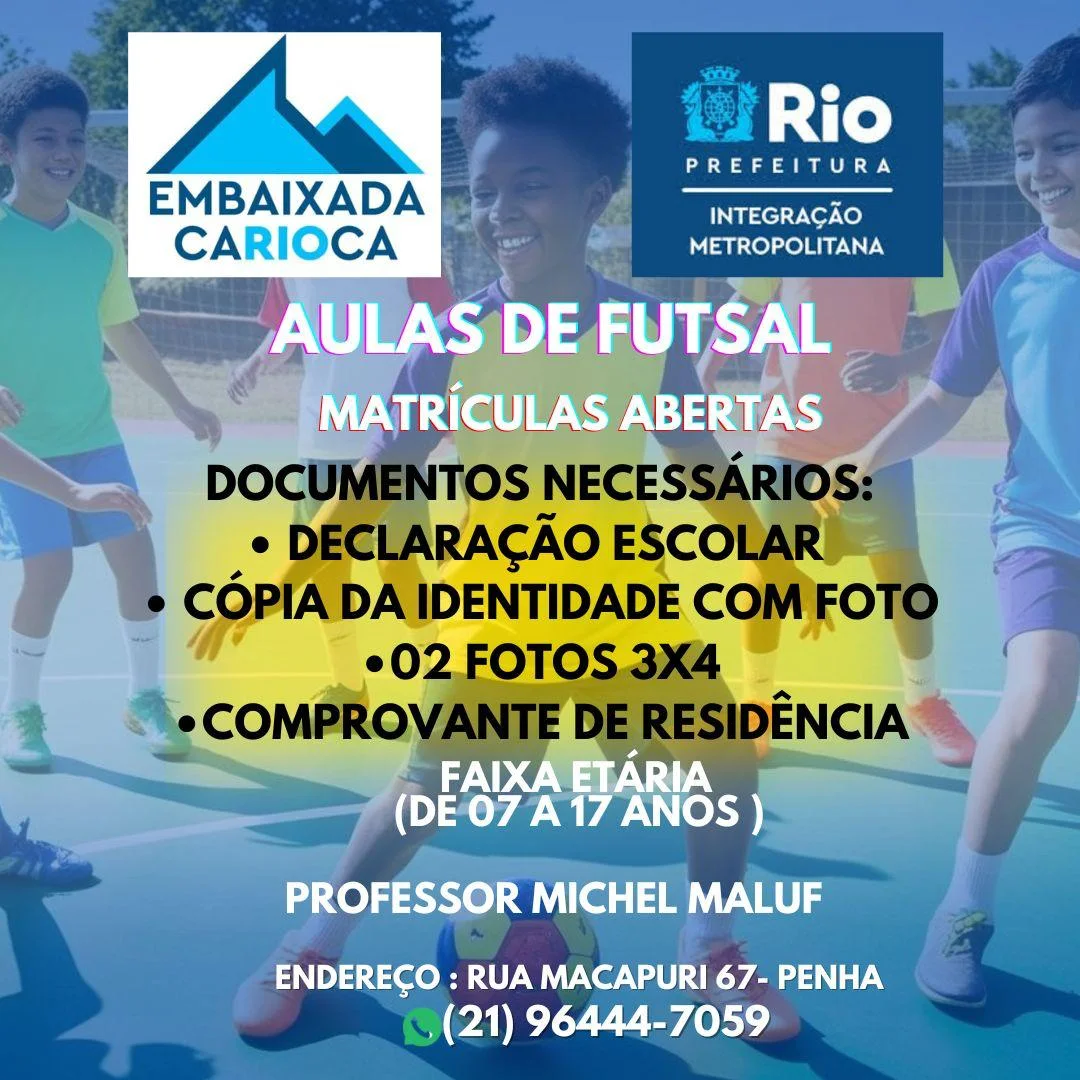 EMBAIXADA
CARIOCA
Rio
PREFEITURA
INTEGRAÇÃO
METROPOLITANA
AULAS DE FUTSAL
MATRÍCULAS ABERTAS
DOCUMENTOS NECESSÁRIOS:
• DECLARAÇÃO ESCOLAR
• CÓPIA DA IDENTIDADE COM FOTO
•02 FOTOS 3X4
•COMPROVANTE DE RESIDÊNCIA
FAIXA ETÁRIA
(DE 07 A 17 ANOS )
PROFESSOR MICHEL MALUF
ENDEREÇO : RUA MACAPURI 67- PENHA
(21) 96444-7059